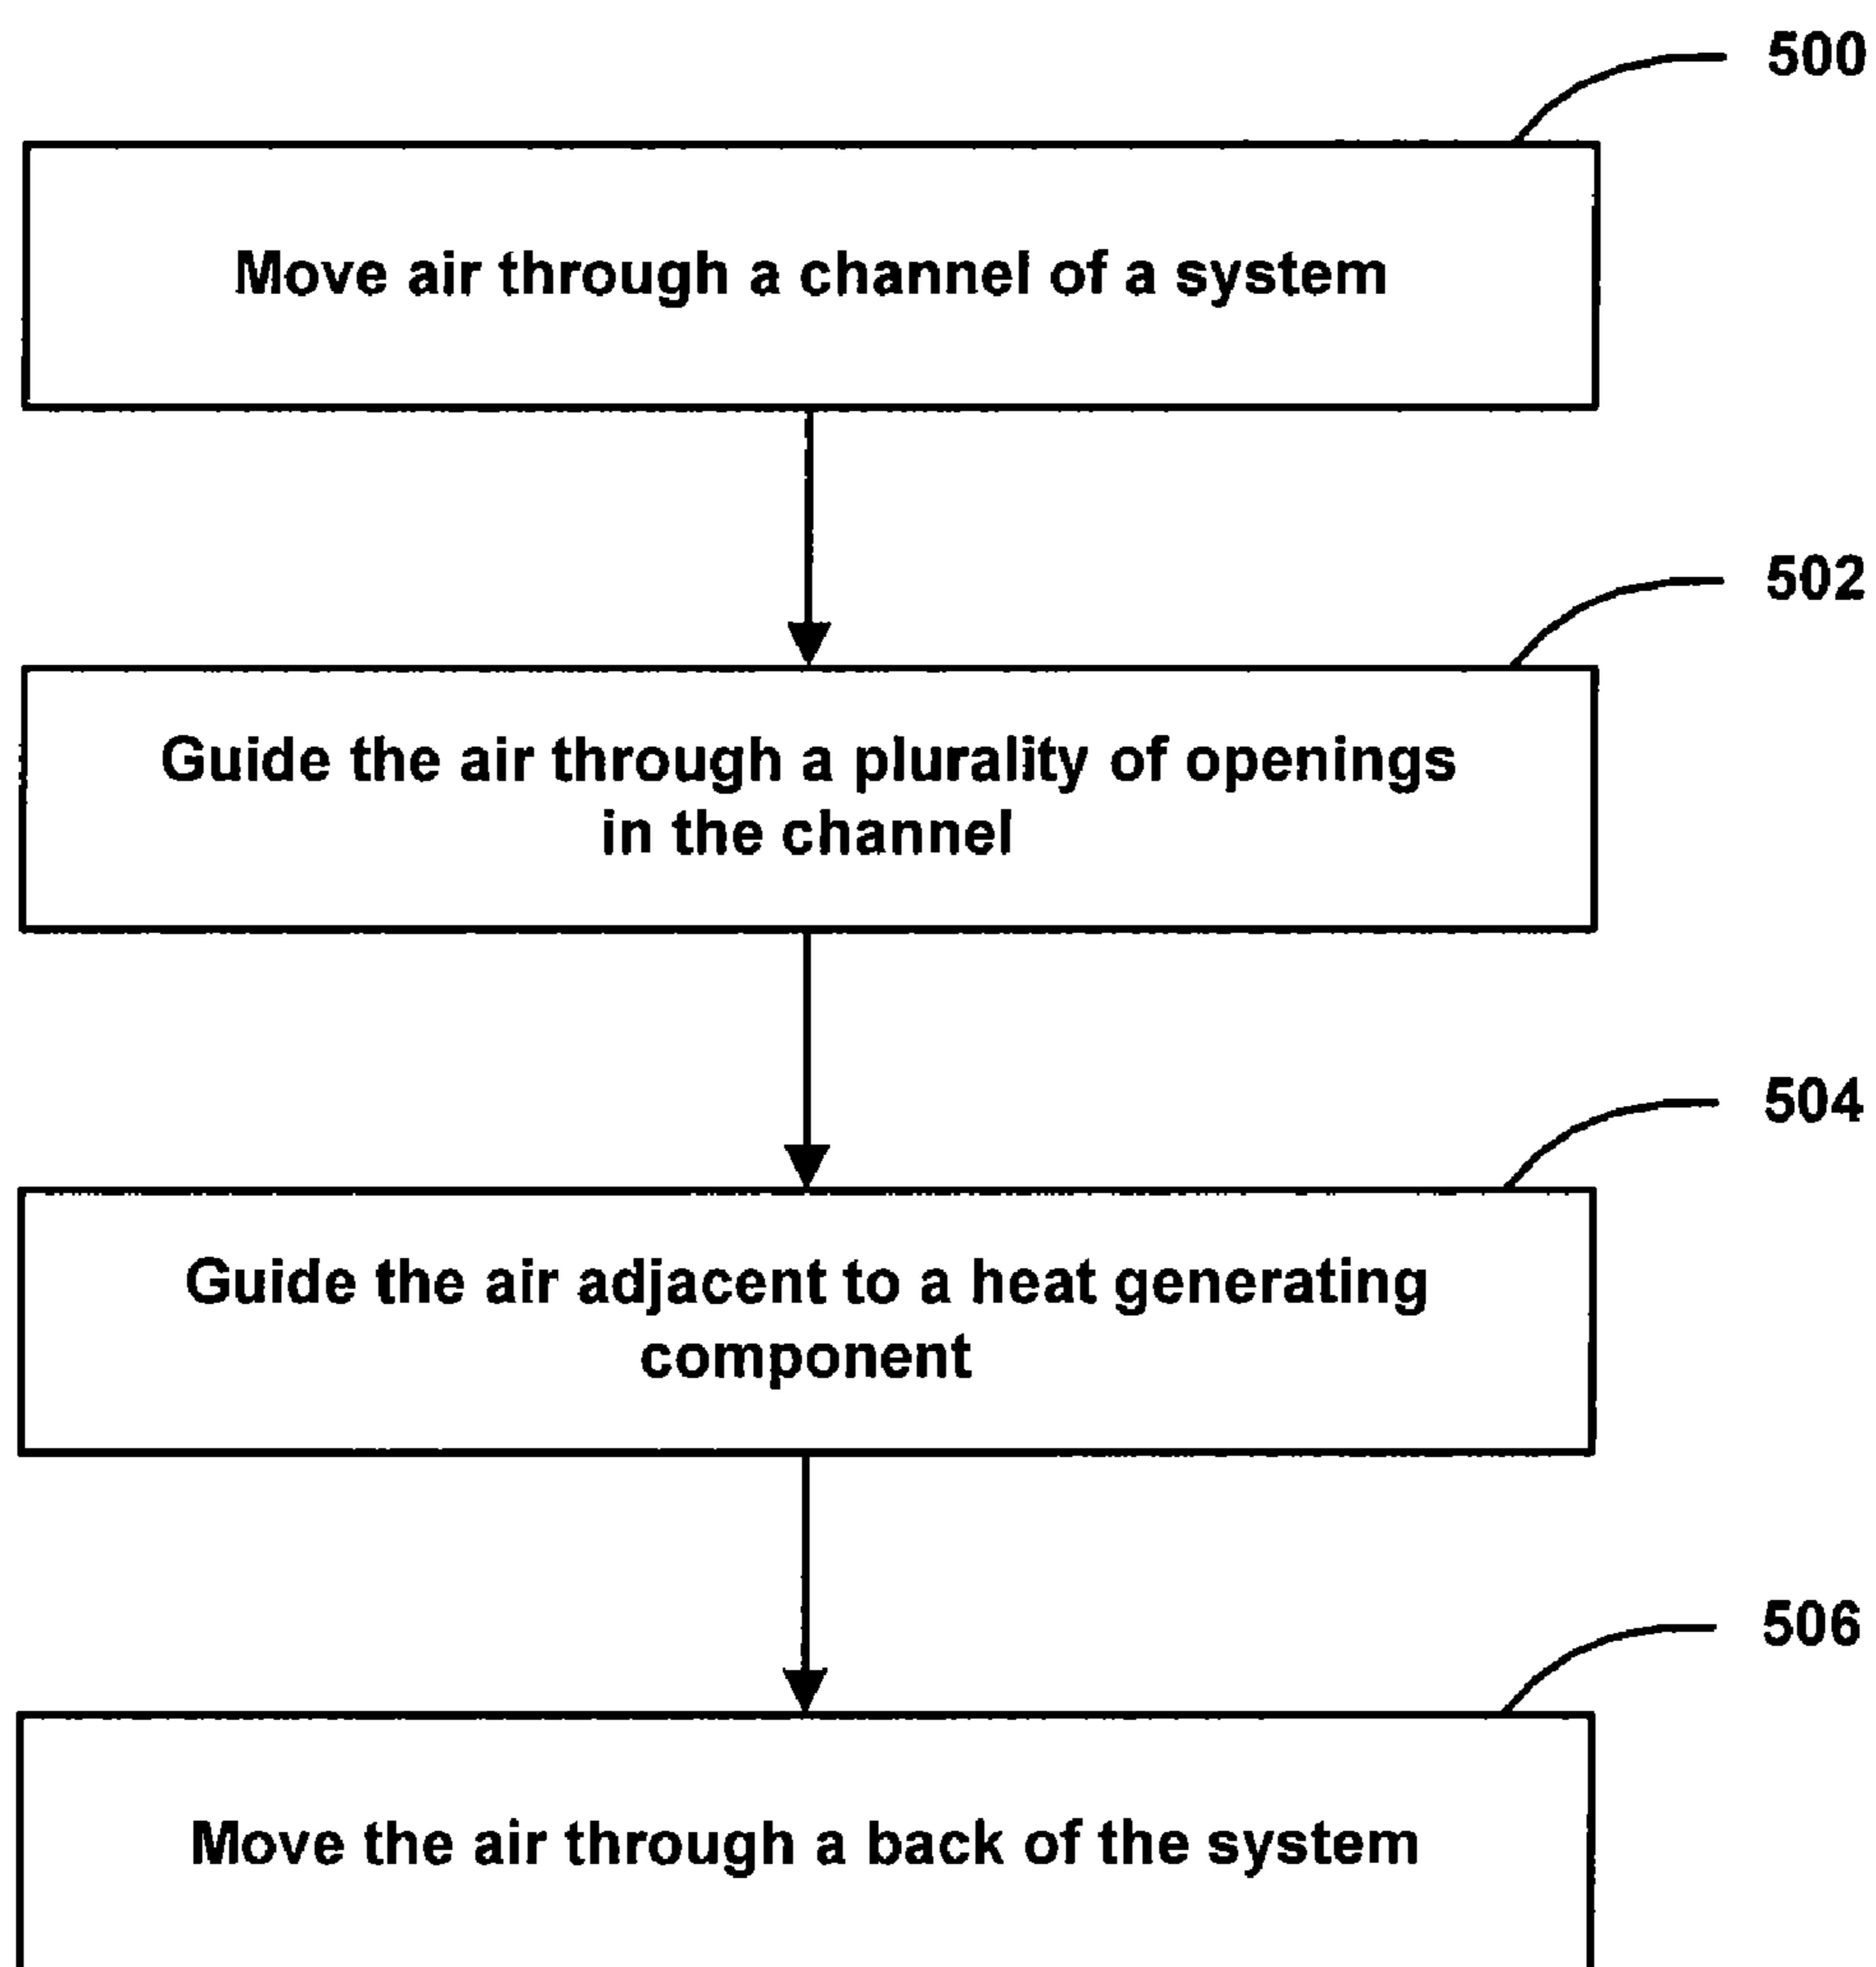 500
Move air through a channel of a system
502
Guide the air through a plurality of openings
in the channel
504
Guide the air adjacent to a heat generating
component
506
Move the air through a back of the system